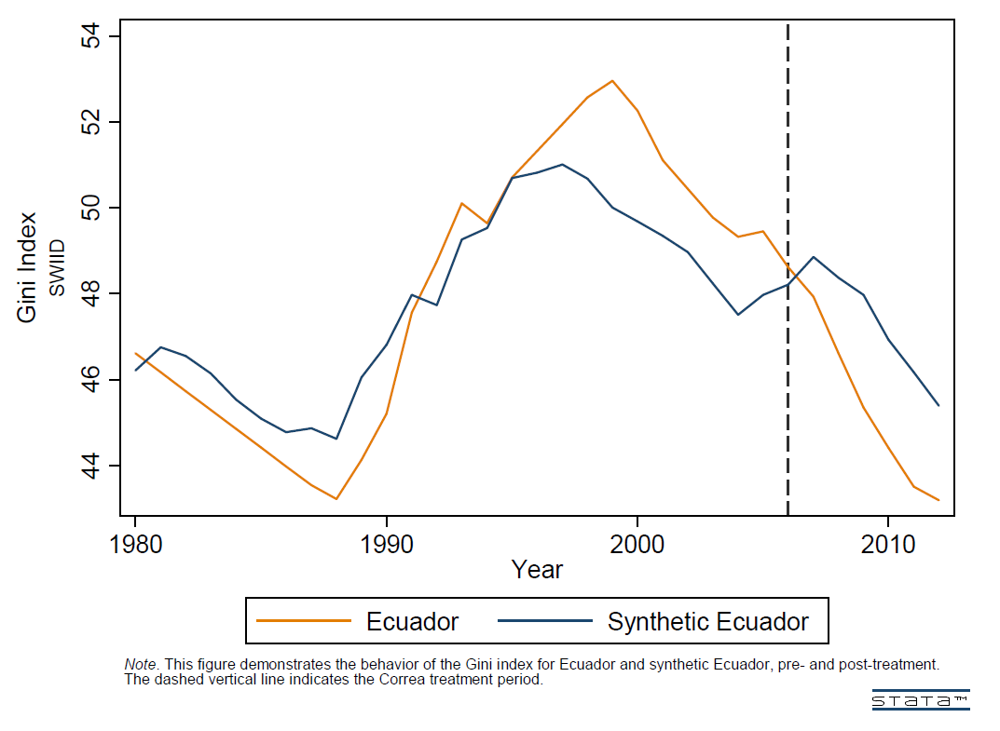 54
52
50
48
46
44
Gini Index
SWIID
1980 1990 2000 2010
Year
Ecuador Synthetic Ecuador
Note. This figure demonstrates the behavior of the Gini index for Ecuador and synthetic Ecuador, pre- and post-treatment.
The dashed vertical line indicates the Correa treatment period.
STATA™